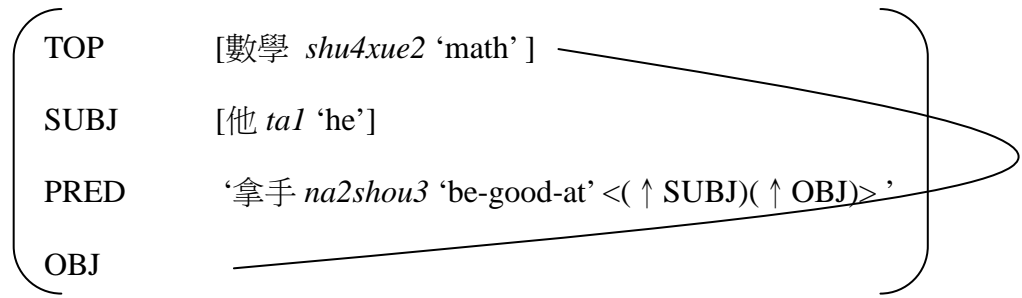 TOP [數學 shu4xue2 ‘math’ ]
SUBJ [他 ta1 ‘he’]
PRED ‘拿手 na2shou3 ‘be-good-at’ <(↑SUBJ)(↑OBJ)> ’
OBJ